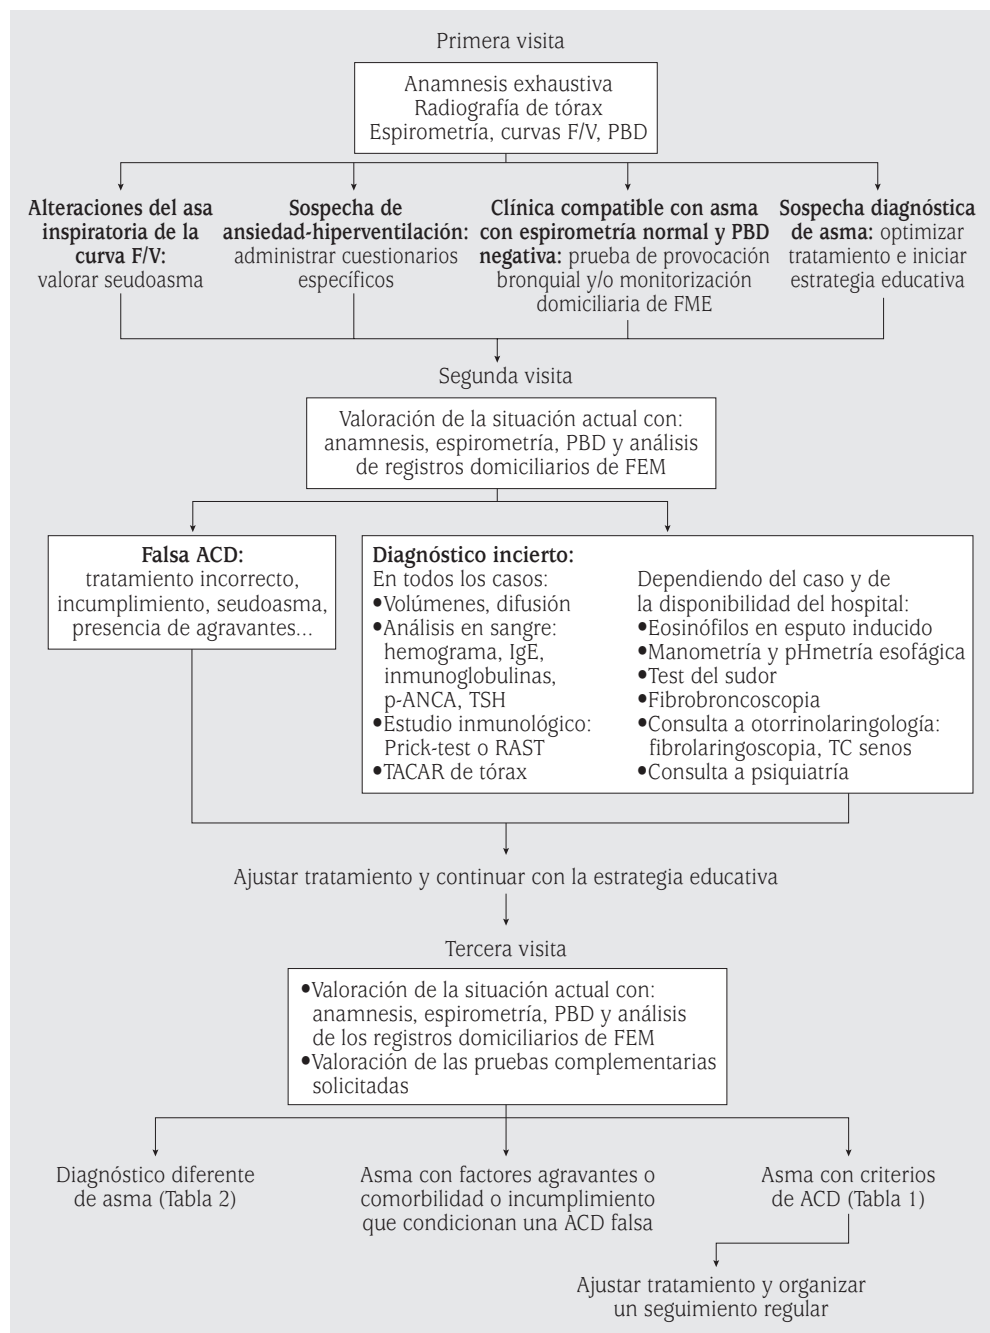 Primera visita
Anamnesis exhaustiva
Radiografía de tórax
Espirometría, curvas F/V, PBD
Alteraciones del asa
inspiratoria de la
curva F/V:
valorar seudoasma
Sospecha de
ansiedad-hiperventilación:
administrar cuestionarios
específicos
Clínica compatible con asma
con espirometría normal y PBD
negativa: prueba de provocación
bronquial y/o monitorización
domiciliaria de FME
Sospecha diagnóstica
de asma: optimizar
tratamiento e iniciar
estrategia educativa
Segunda visita
Valoración de la situación actual con:
anamnesis, espirometría, PBD y análisis
de registros domiciliarios de FEM
Falsa ACD:
tratamiento incorrecto,
incumplimiento, seudoasma,
presencia de agravantes...
Diagnóstico incierto:
En todos los casos:
●Volúmenes, difusión
●Análisis en sangre:
hemograma, IgE,
inmunoglobulinas,
p-ANCA, TSH
●Estudio inmunológico:
Prick-test o RAST
●TACAR de tórax
Dependiendo del caso y de
la disponibilidad del hospital:
●Eosinófilos en esputo inducido
●Manometría y pHmetría esofágica
●Test del sudor
●Fibrobroncoscopia
●Consulta a otorrinolaringología:
fibrolaringoscopia, TC senos
●Consulta a psiquiatría
Ajustar tratamiento y continuar con la estrategia educativa
Tercera visita
●Valoración de la situación actual con:
anamnesis, espirometría, PBD y análisis
de los registros domiciliarios de FEM
●Valoración de las pruebas complementarias
solicitadas
Diagnóstico diferente
de asma (Tabla 2)
Asma con factores agravantes o
comorbilidad o incumplimiento
que condicionan una ACD falsa
Asma con criterios
de ACD (Tabla 1)
Ajustar tratamiento y organizar
un seguimiento regular